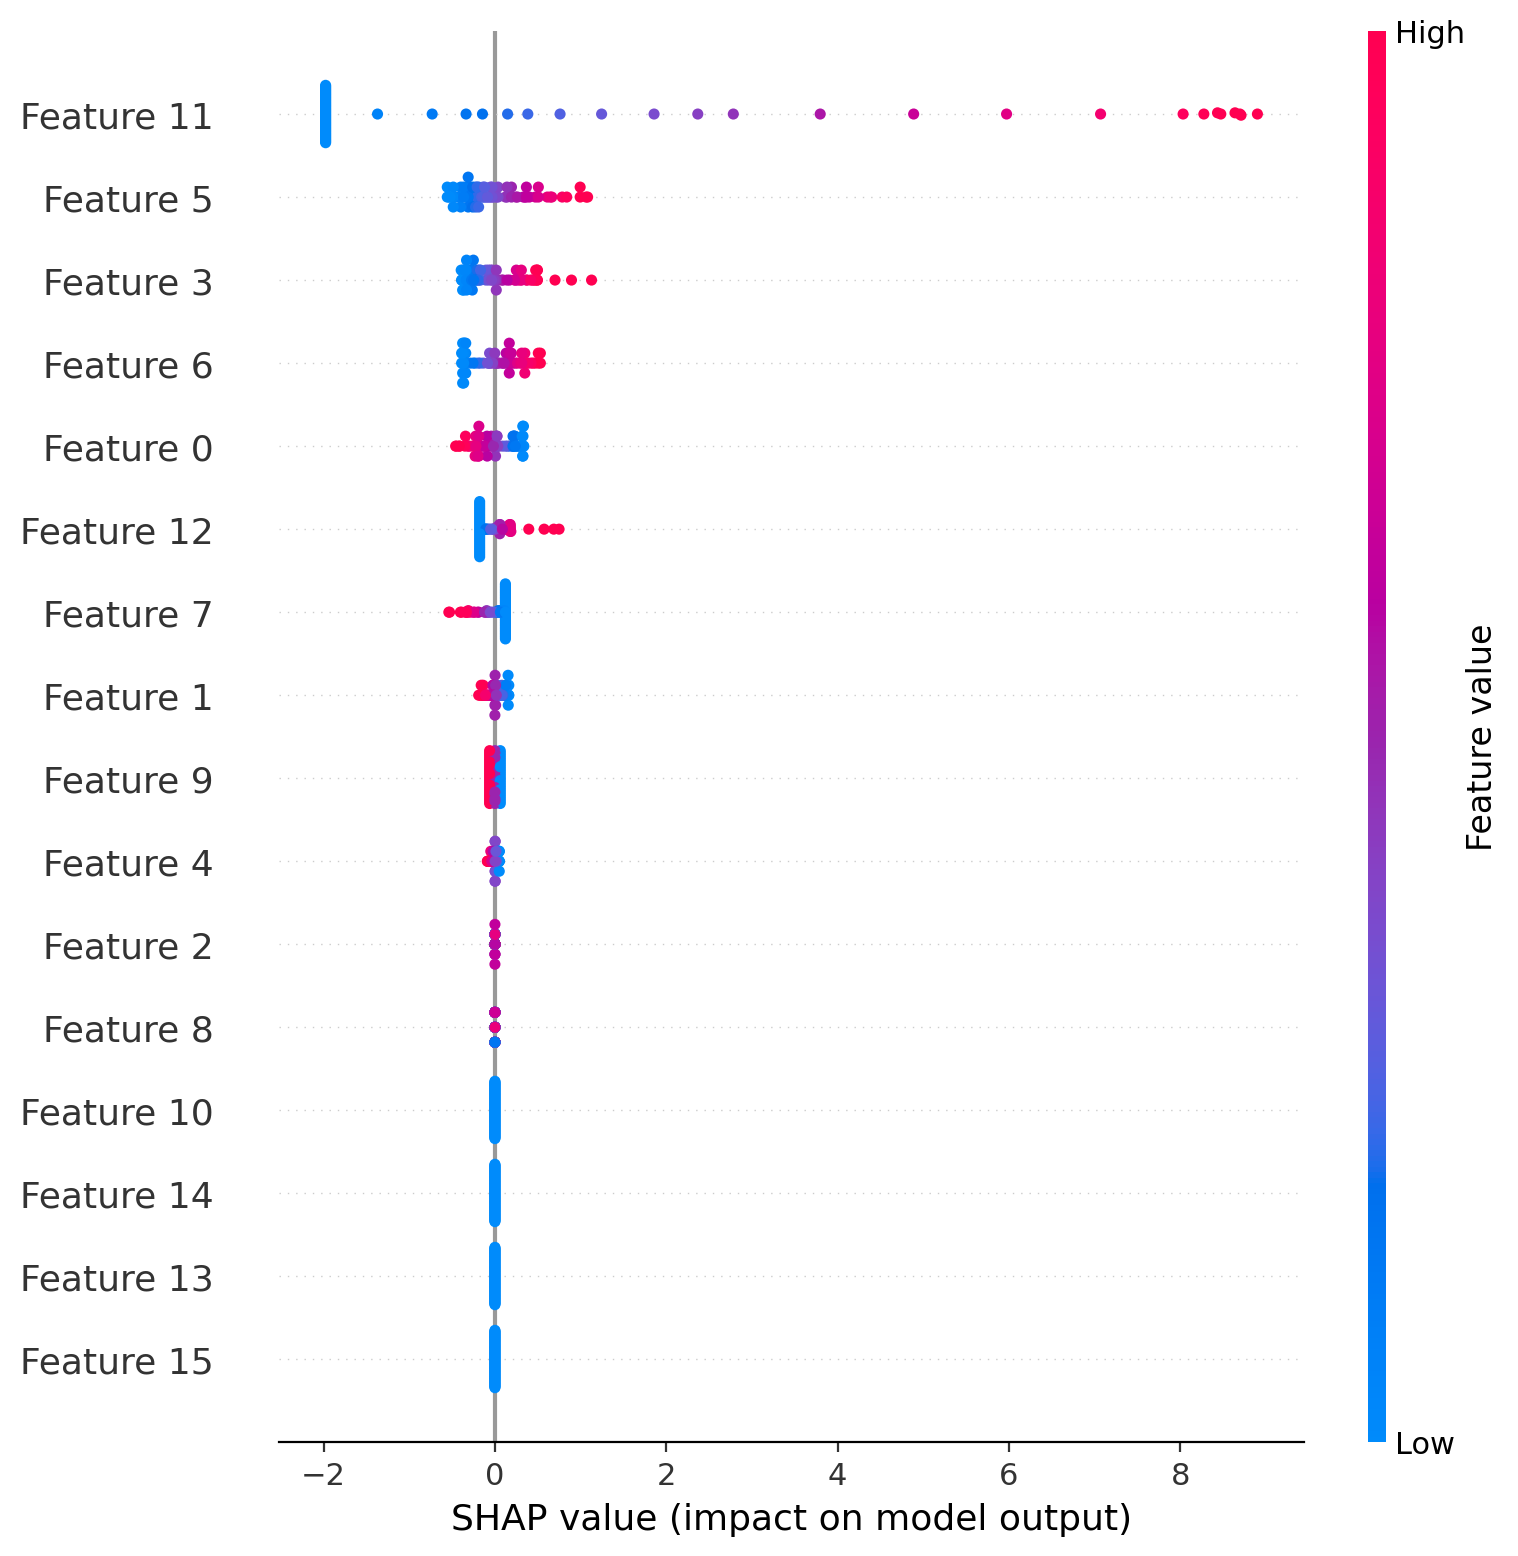 High
Feature 11
Feature 5
Feature 3
Feature 6
Feature 0
Feature 12
Feature 7
Feature 1
Feature 9
Feature 4
Feature 2
Feature 8
Feature 10
Feature 14
Feature 13
Feature 15
Feature value
Low
−2 0 2 4 6 8
SHAP value (impact on model output)